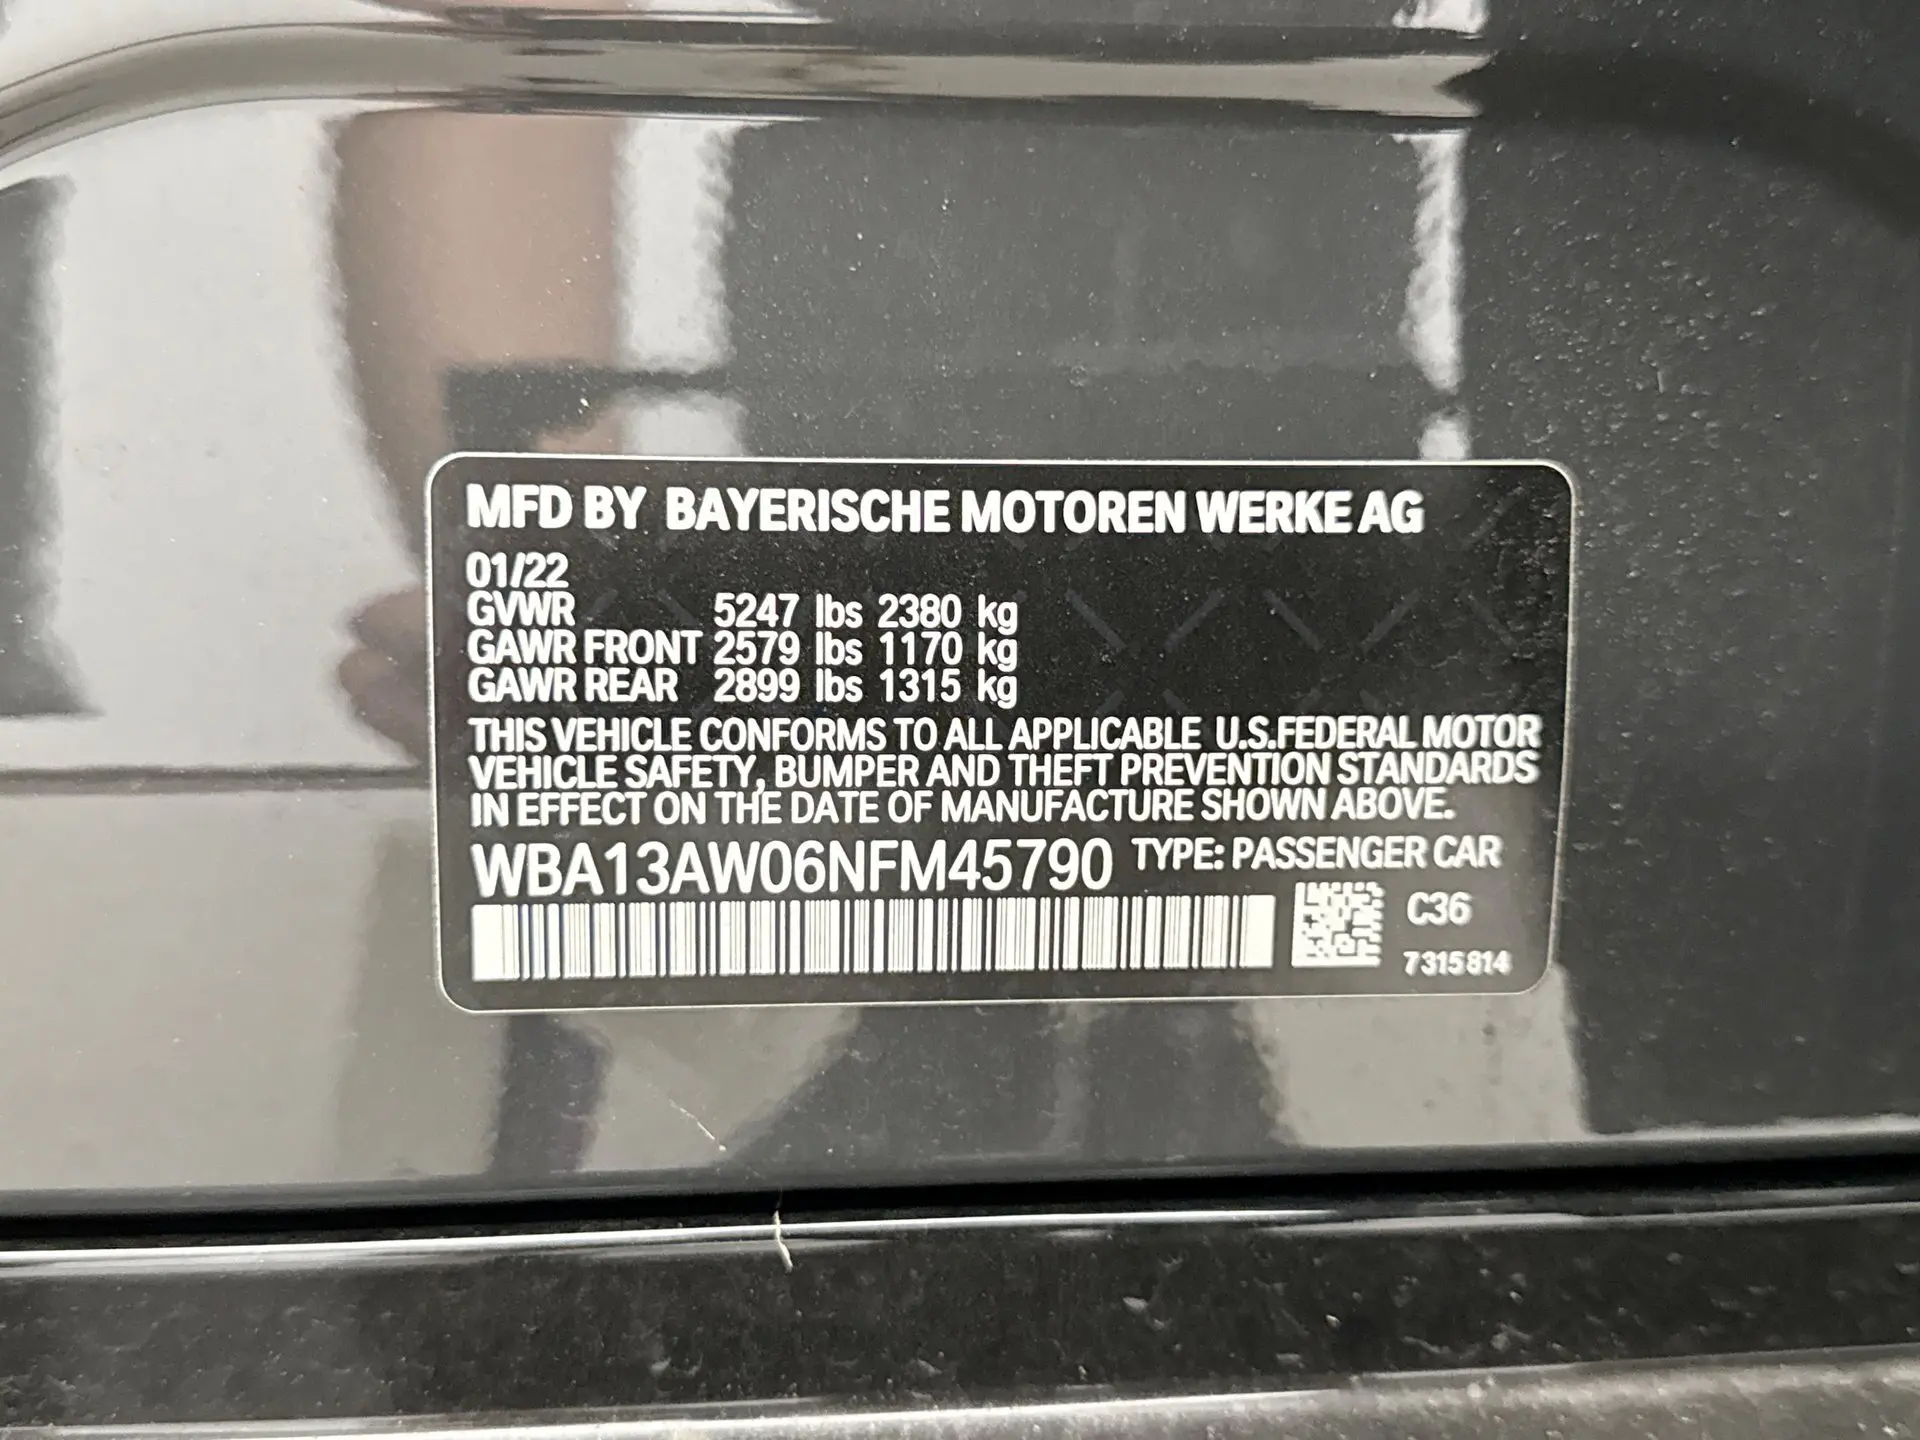 MFD BY BAYERISCHE MOTOREN WERKE AG
01/22
GVWR 5247 lbs 2380 kg
GAWR FRONT 2579 lbs 1170 kg
GAWR REAR 2899 lbs 1315 kg
THIS VEHICLE CONFORMS TO ALL APPLICABLE U.S.FEDERAL MOTOR
VEHICLE SAFETY, BUMPER AND THEFT PREVENTION STANDARDS
IN EFFECT ON THE DATE OF MANUFACTURE SHOWN ABOVE.
WBA13AW06NFM45790 TYPE: PASSENGER CAR
C36
7315814